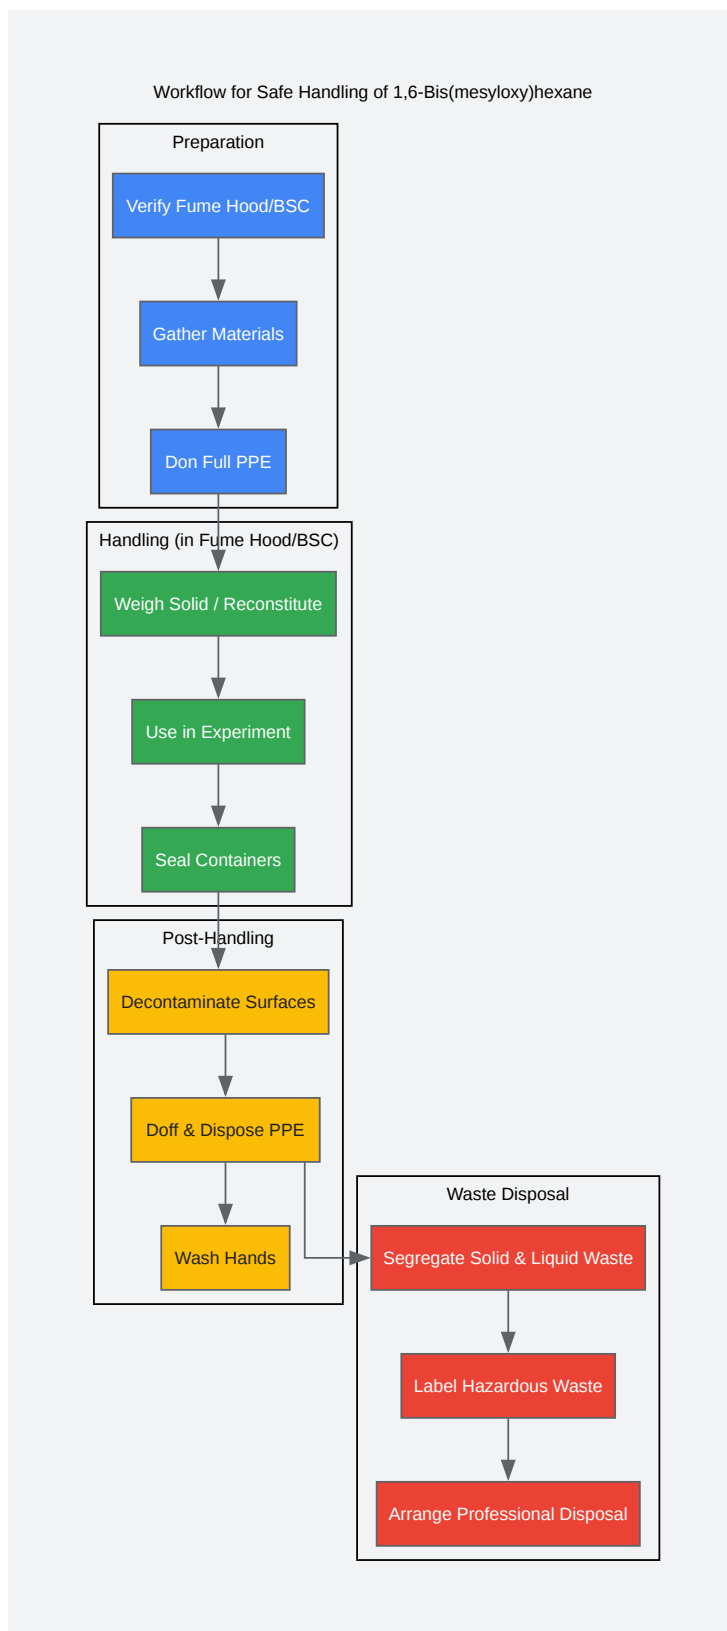 Workflow for Safe Handling of 1,6-Bis(mesyloxy)hexane
Preparation
Verify Fume Hood/BSC
Gather Materials
Don Full PPE
Handling (in Fume Hood/BSC)
Weigh Solid / Reconstitute
Use in Experiment
Seal Containers
Post-Handling
Decontaminate Surfaces
Doff & Dispose PPE
Wash Hands
Waste Disposal
Segregate Solid & Liquid Waste
Label Hazardous Waste
Arrange Professional Disposal